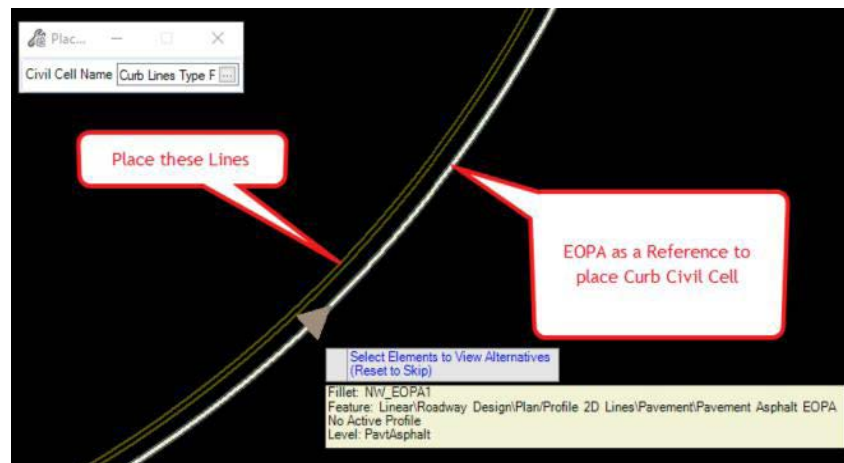 Plac...
Civil Cell Name Curb Lines Type F ...
Place these Lines
EOPA as a Reference to
place Curb Civil Cell
Select Elements to View Alternatives
(Reset to Skip)
Fillet: NW_EOPA1
Feature: Linear\Roadway Design\Plan/Profile 2D Lines\Pavement\Pavement Asphalt EOPA
No Active Profile
Level: PavtAsphalt